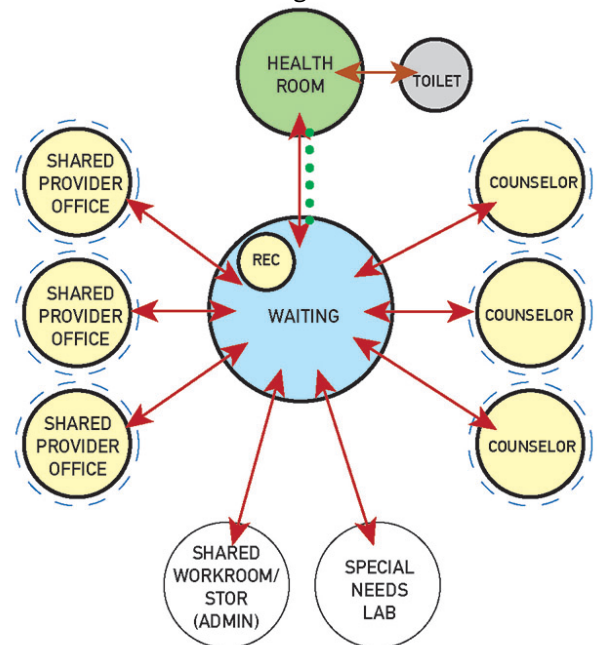 HEALTH
ROOM
TOILET
SHARED
PROVIDER
OFFICE
COUNSELOR
REC
WAITING
SHARED
PROVIDER
OFFICE
COUNSELOR
SHARED
PROVIDER
OFFICE
COUNSELOR
SHARED
WORKROOM/
STOR
(ADMIN)
SPECIAL
NEEDS
LAB